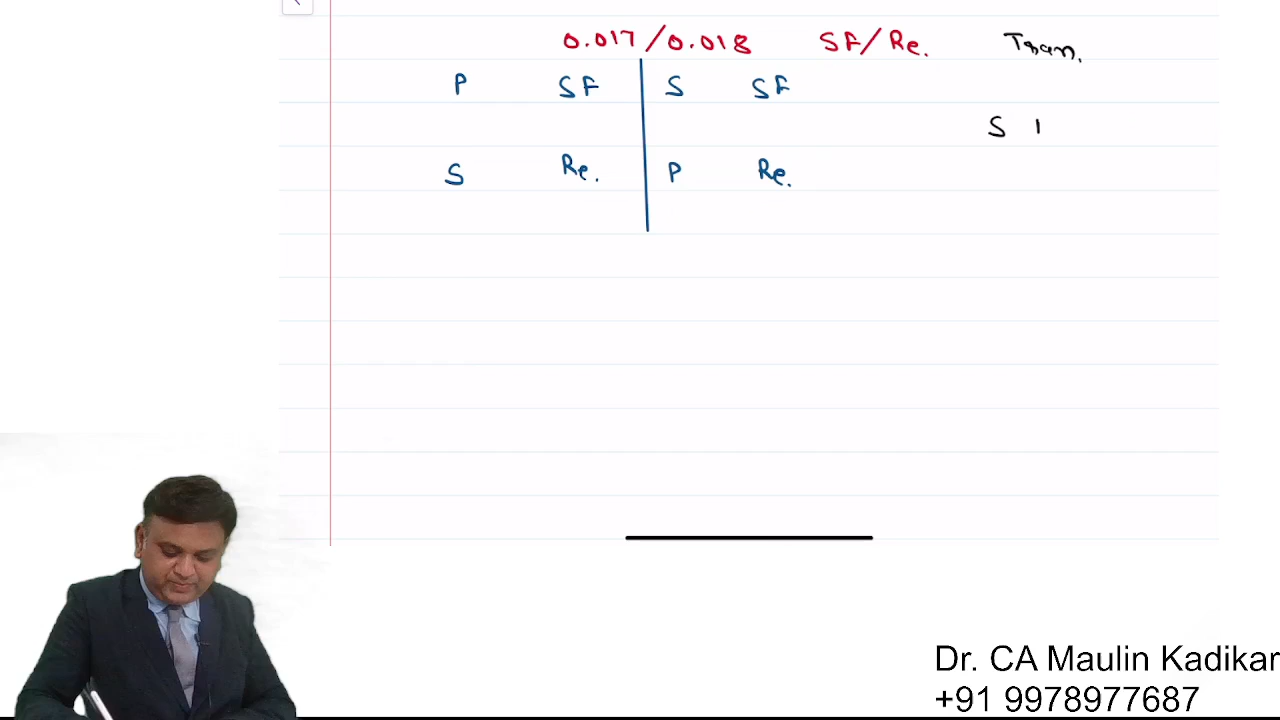 0.017/0.018 SF/Re. Tran.
P SF S SF
S 1
S Re. P Re.
Dr. CA Maulin Kadikar
+91 9978977687